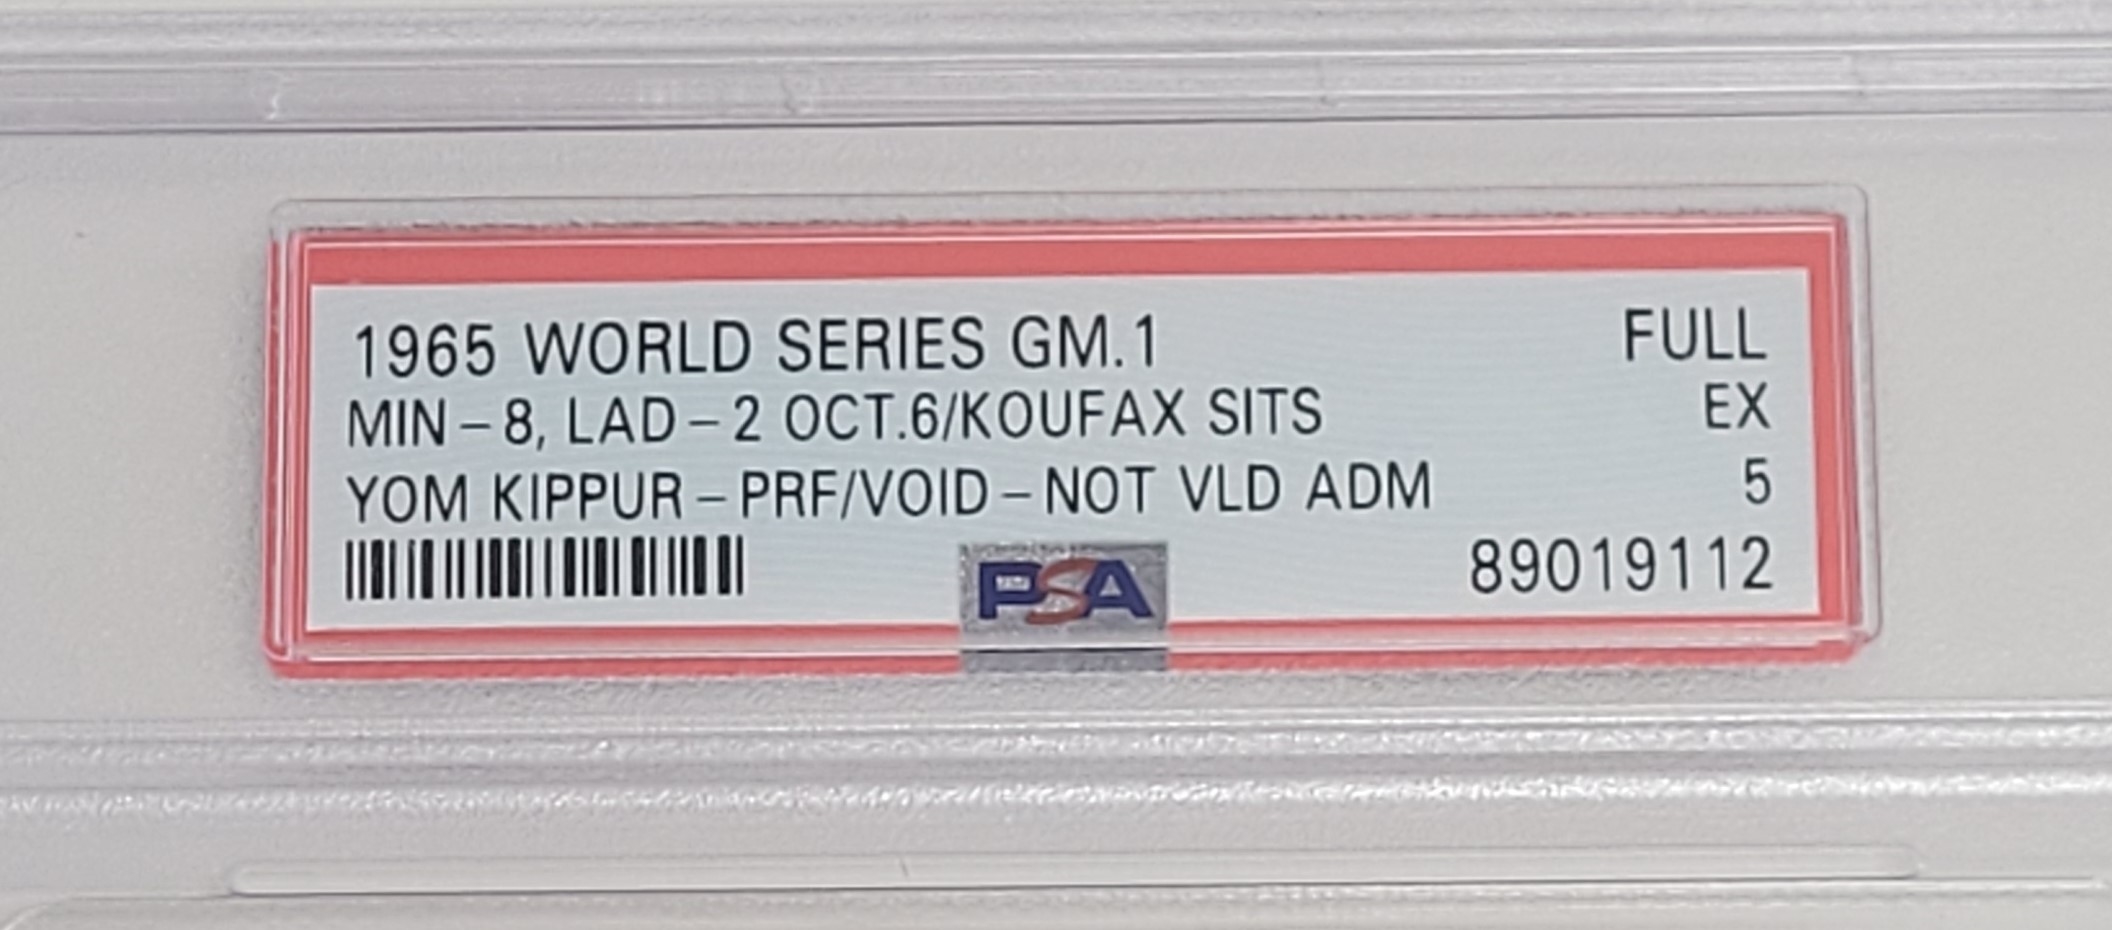 1965 WORLD SERIES GM.1 FULL
MIN-8, LAD-2 OCT.6/KOUFAX SITS EX
YOM KIPPUR-PRF/VOID-NOT VLD ADM 5
PSA 89019112